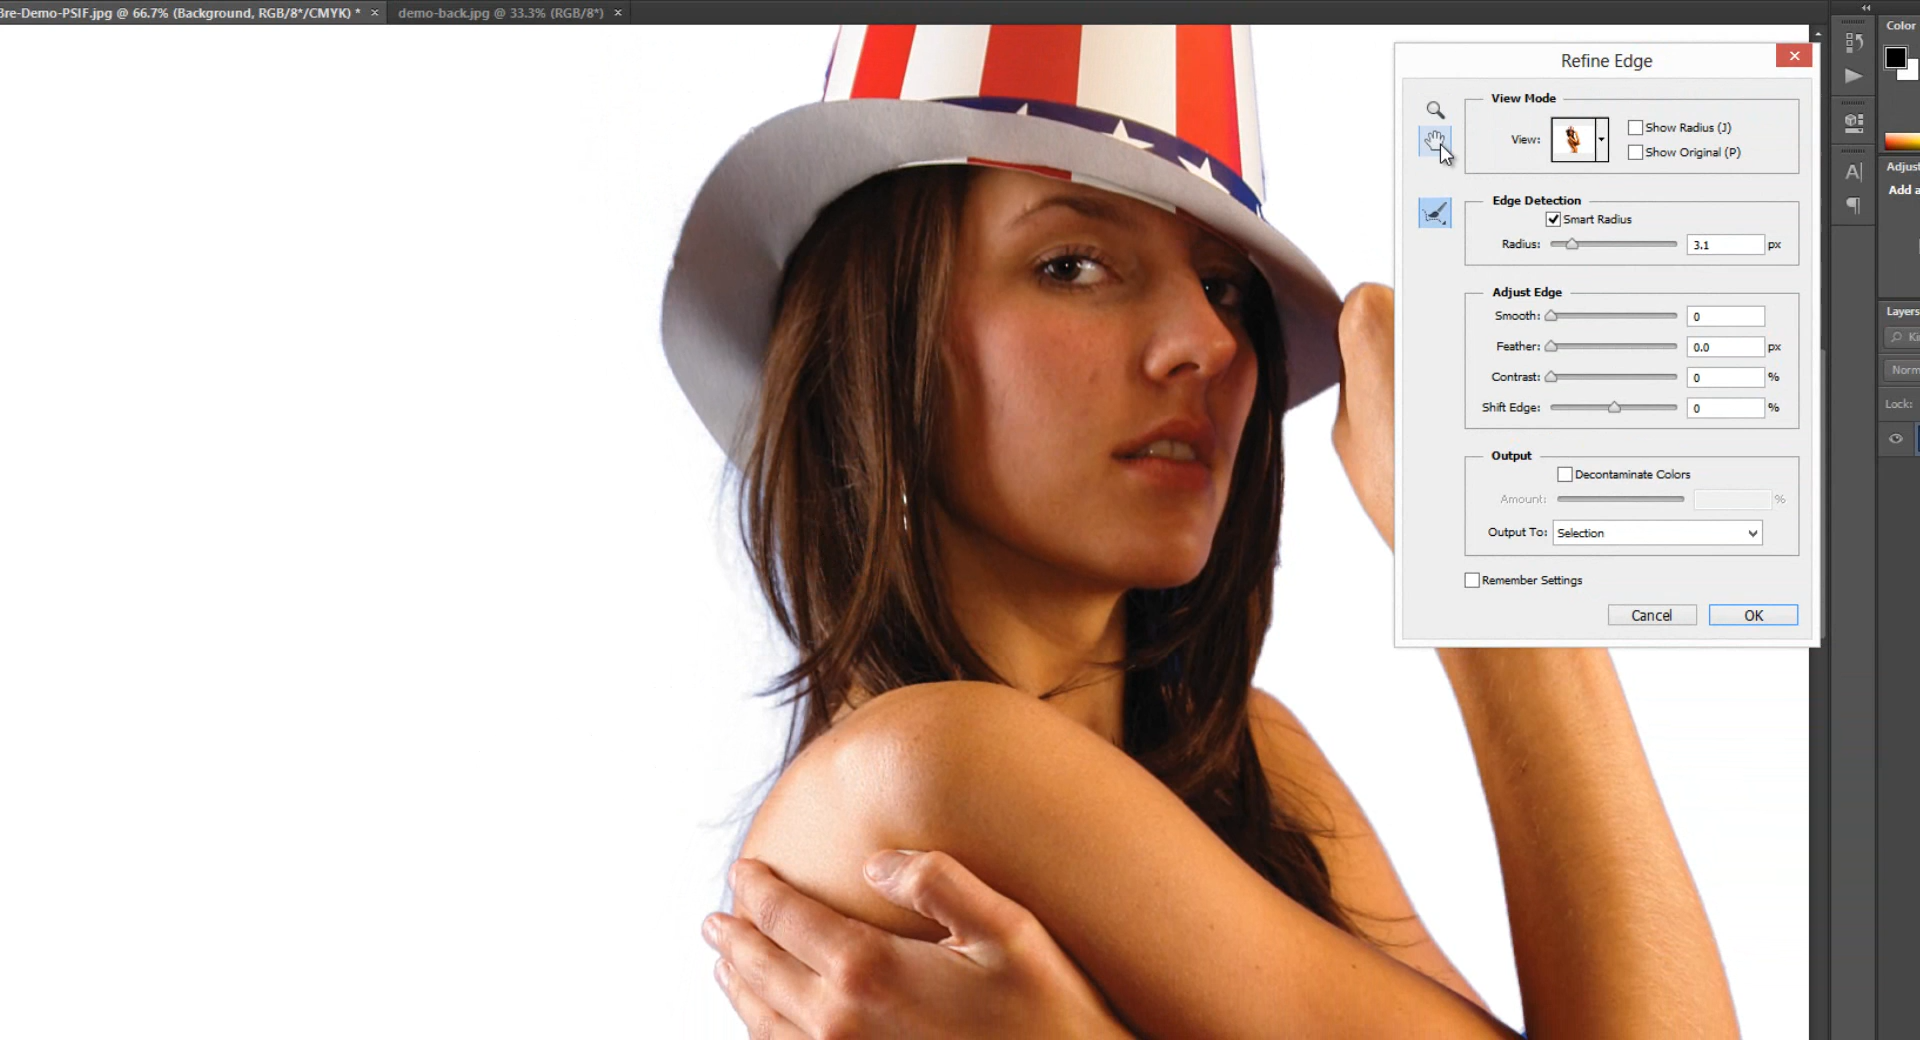 3re-Demo-PSIF.jpg @ 66.7% (Background, RGB/8*/CMYK) * ×
demo-back.jpg @ 33.3% (RGB/8*) ×
Refine Edge
View Mode
View:
Show Radius (J)
Show Original (P)
Edge Detection
Smart Radius
Radius: 3.1 px
Adjust Edge
Smooth: 0
Feather: 0.0 px
Contrast: 0 %
Shift Edge: 0 %
Output
Decontaminate Colors
Amount: %
Output To: Selection
Remember Settings
Cancel OK
Color
Adjust
Add a
Layers
Ki
Norm
Lock: